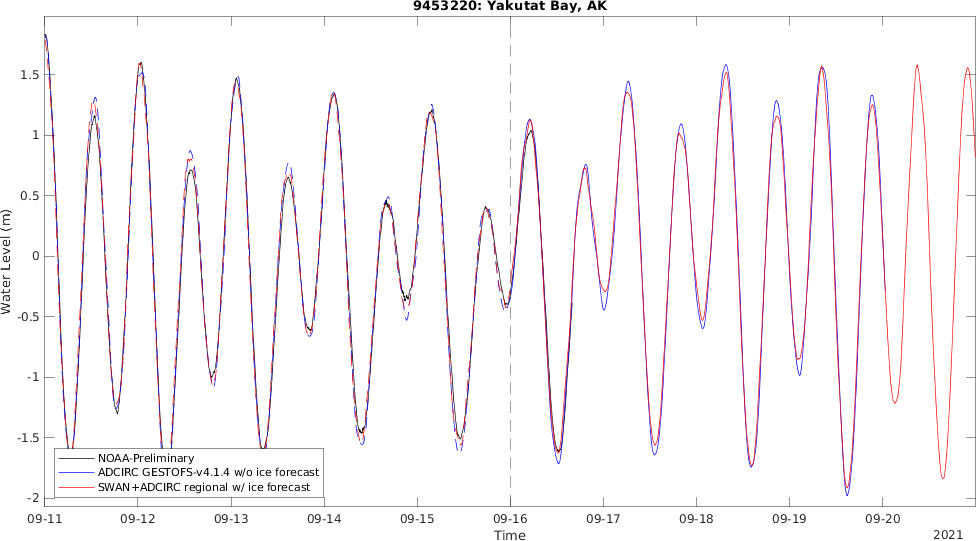 9453220: Yakutat Bay, AK
Water Level (m)
1.5
1
0.5
0
-0.5
-1
-1.5
-2
NOAA-Preliminary
ADCIRC GESTOFS-v4.1.4 w/o ice forecast
SWAN+ADCIRC regional w/ ice forecast
09-11 09-12 09-13 09-14 09-15 09-16 09-17 09-18 09-19 09-20
Time
2021